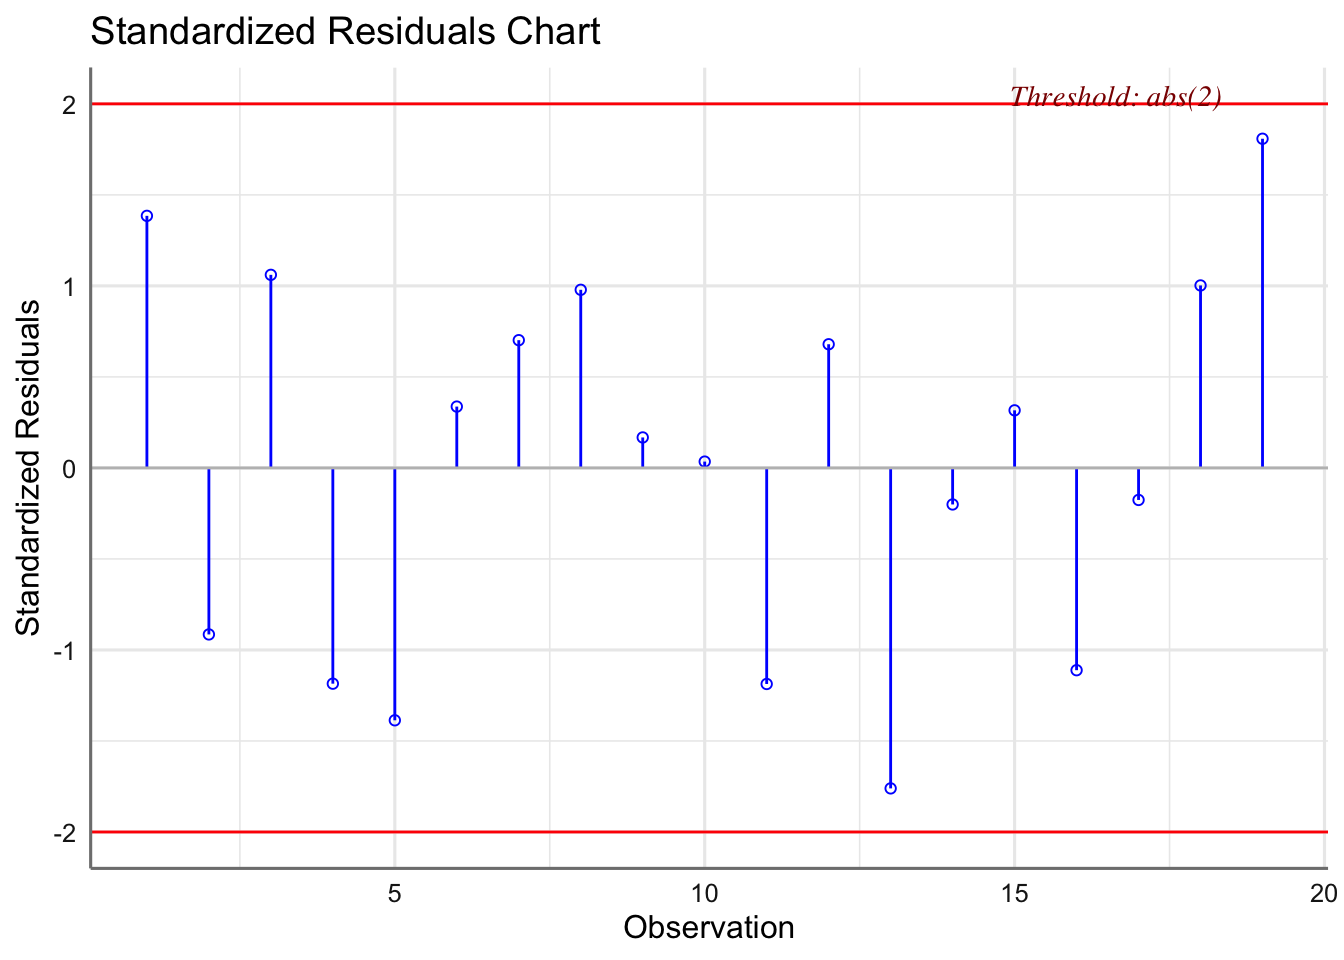 Standardized Residuals Chart
Threshold: abs(2)
2
1
0
-1
-2
Standardized Residuals
5
10
15
20
Observation